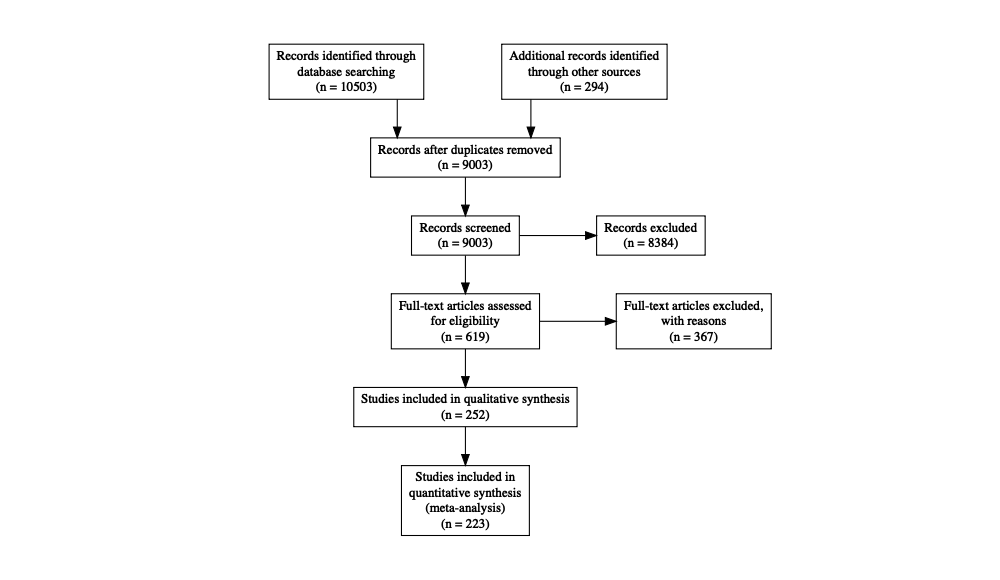 Records identified through
database searching
(n = 10503)
Additional records identified
through other sources
(n = 294)
Records after duplicates removed
(n = 9003)
Records screened
(n = 9003)
Records excluded
(n = 8384)
Full-text articles assessed
for eligibility
(n = 619)
Full-text articles excluded,
with reasons
(n = 367)
Studies included in qualitative synthesis
(n = 252)
Studies included in
quantitative synthesis
(meta-analysis)
(n = 223)